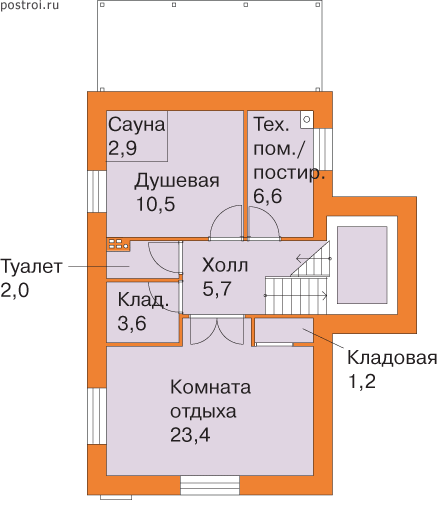 postroi.ru
Сауна
2,9
Тех.
пом./
постир.
6,6
Душевая
10,5
Туалет
2,0
Холл
5,7
Клад.
3,6
Кладовая
1,2
Комната
отдыха
23,4